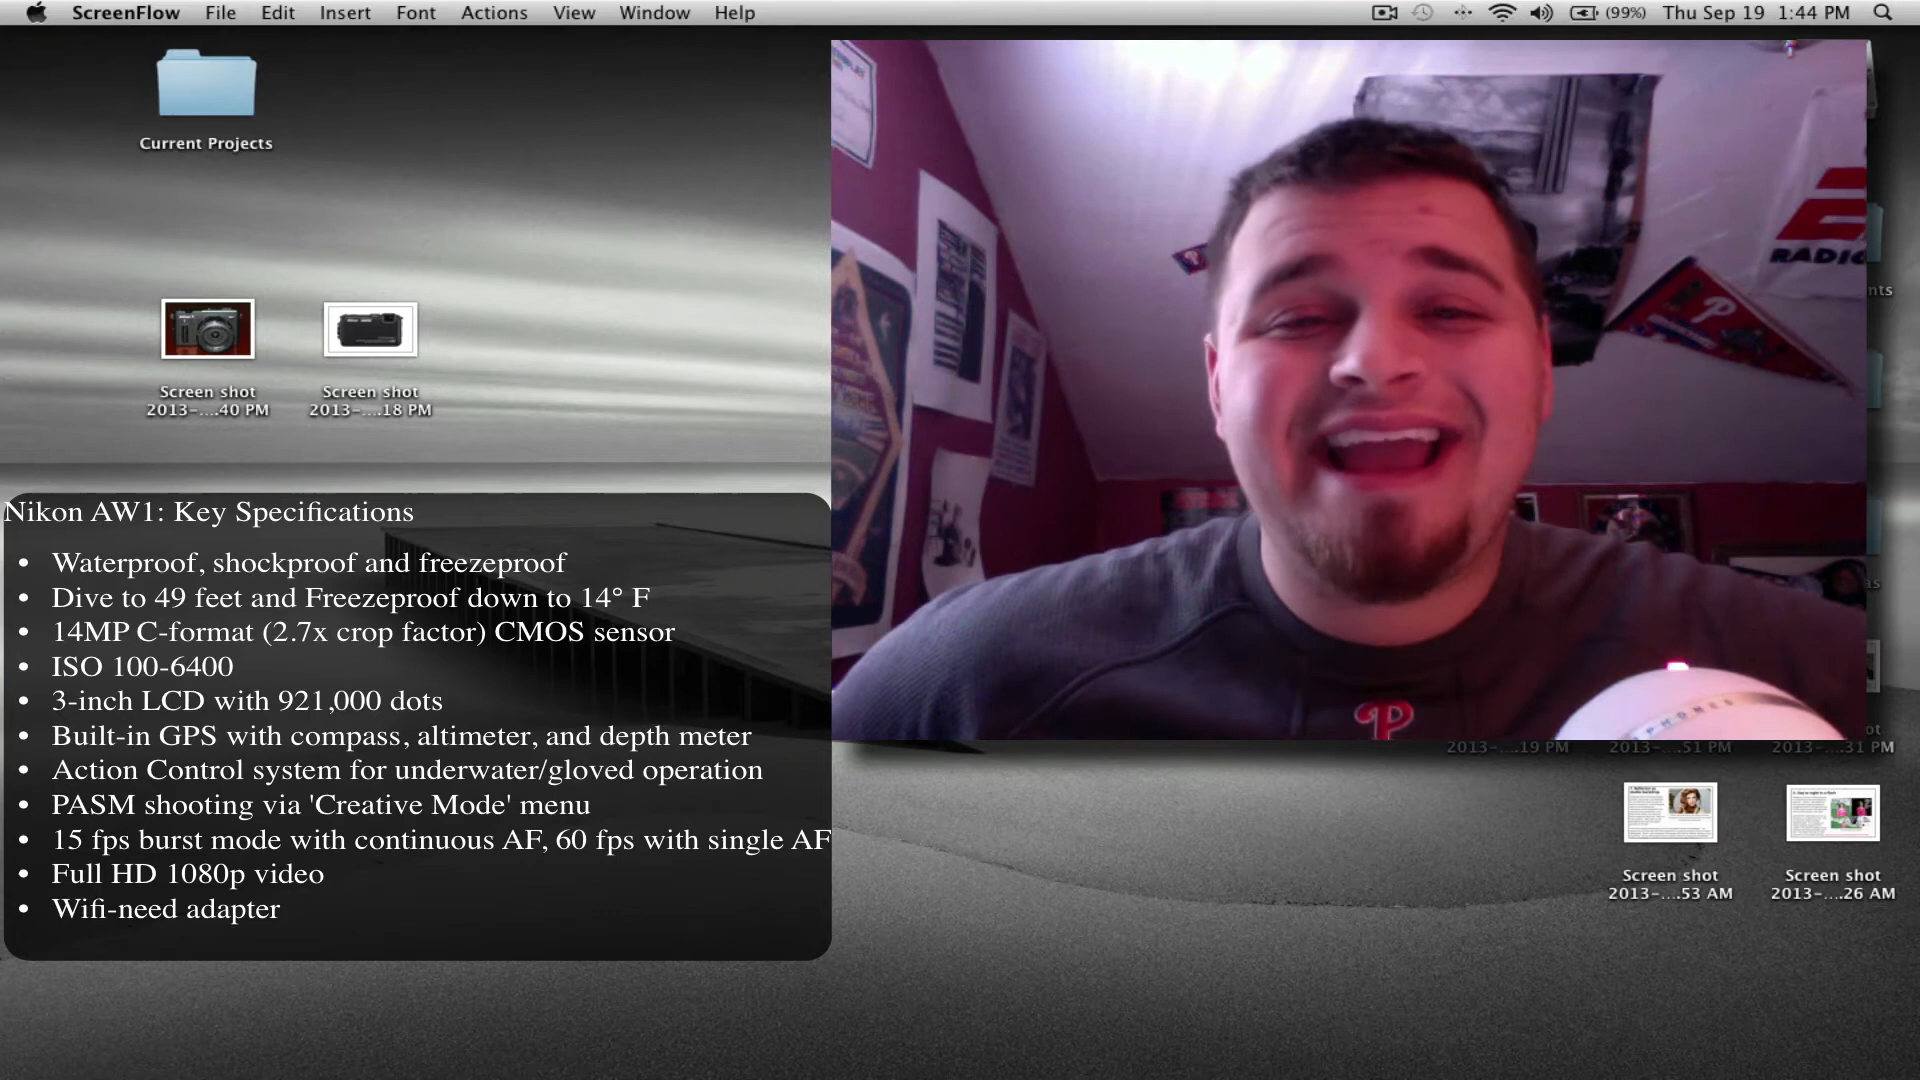 ScreenFlow File Edit Insert Font Actions View Window Help (99%) Thu Sep 19 1:44 PM
Current Projects
RADIO
P
nts
Screen shot
2013-....40 PM
Screen shot
2013-....18 PM
Nikon AW1: Key Specifications
• Waterproof, shockproof and freezeproof
• Dive to 49 feet and Freezeproof down to 14° F
• 14MP C-format (2.7x crop factor) CMOS sensor
• ISO 100-6400
• 3-inch LCD with 921,000 dots
• Built-in GPS with compass, altimeter, and depth meter
• Action Control system for underwater/gloved operation
• PASM shooting via 'Creative Mode' menu
• 15 fps burst mode with continuous AF, 60 fps with single AF
• Full HD 1080p video
• Wifi-need adapter
P
2013-....19 PM
2013-....51 PM
2013-....31 PM
Screen shot
2013-....53 AM
Screen shot
2013-....26 AM